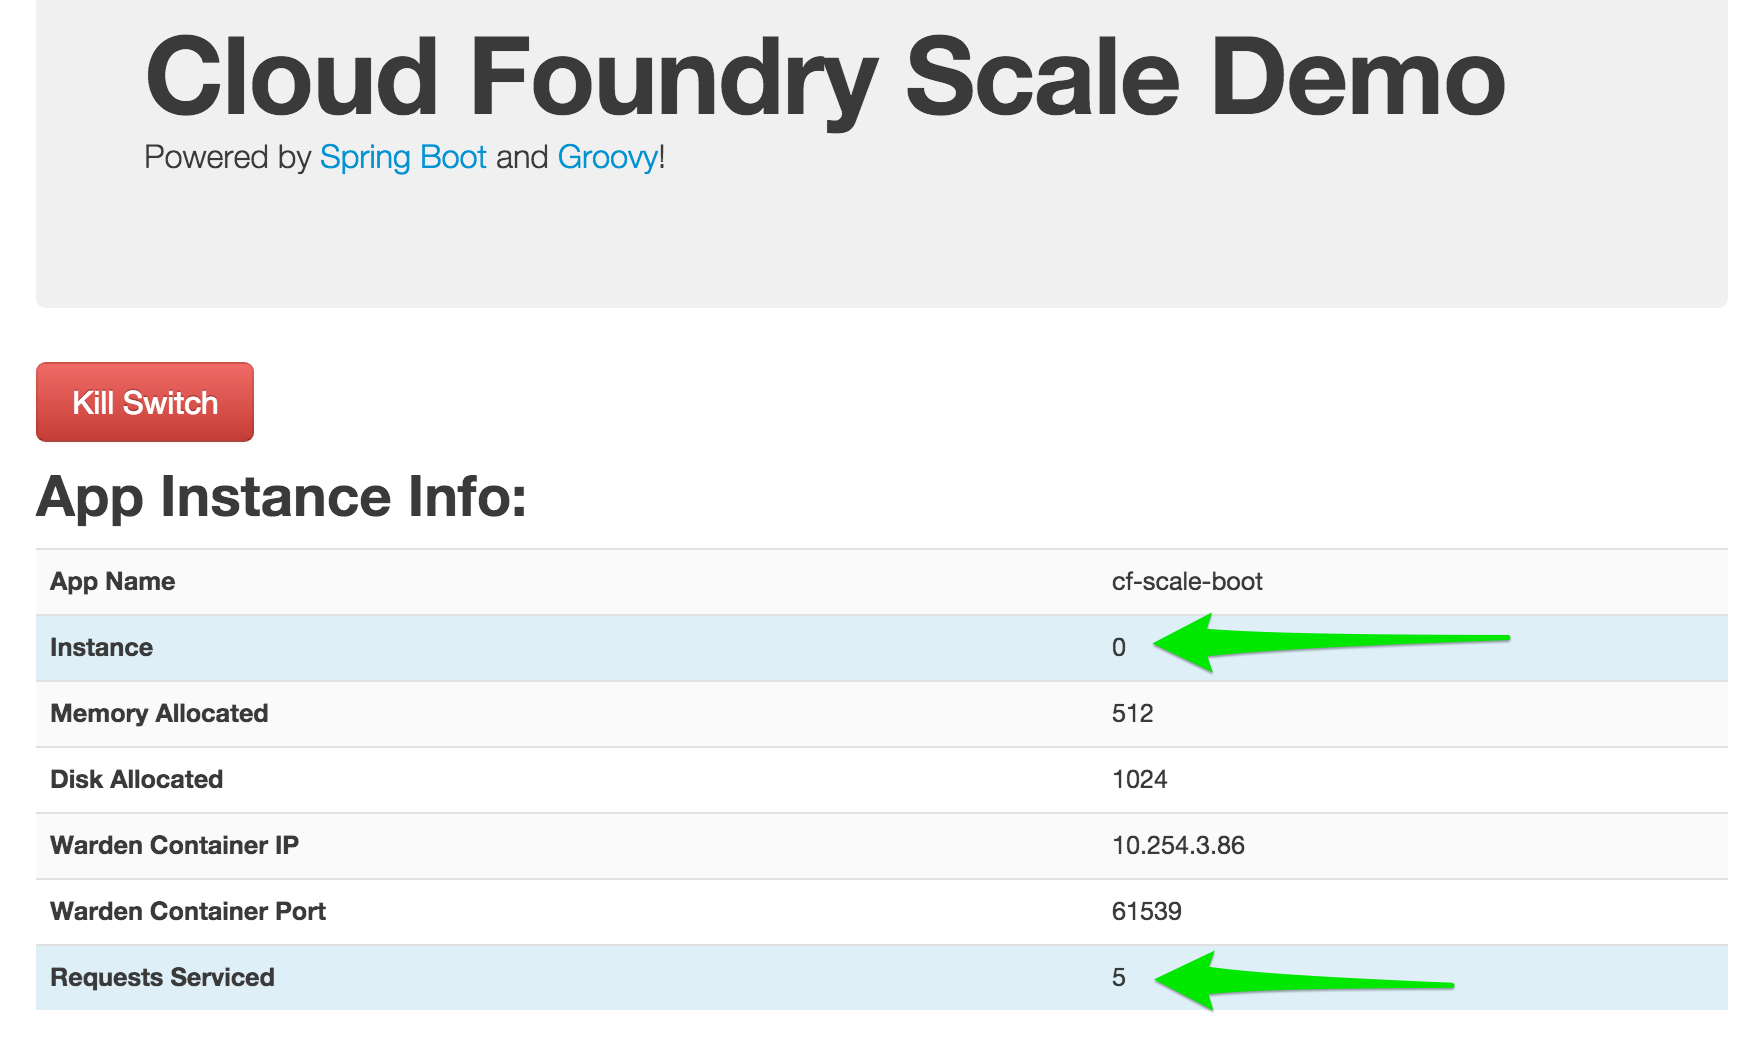 Cloud Foundry Scale Demo
Powered by Spring Boot and Groovy!
Kill Switch
App Instance Info:
App Name cf-scale-boot
Instance 0
Memory Allocated 512
Disk Allocated 1024
Warden Container IP 10.254.3.86
Warden Container Port 61539
Requests Serviced 5